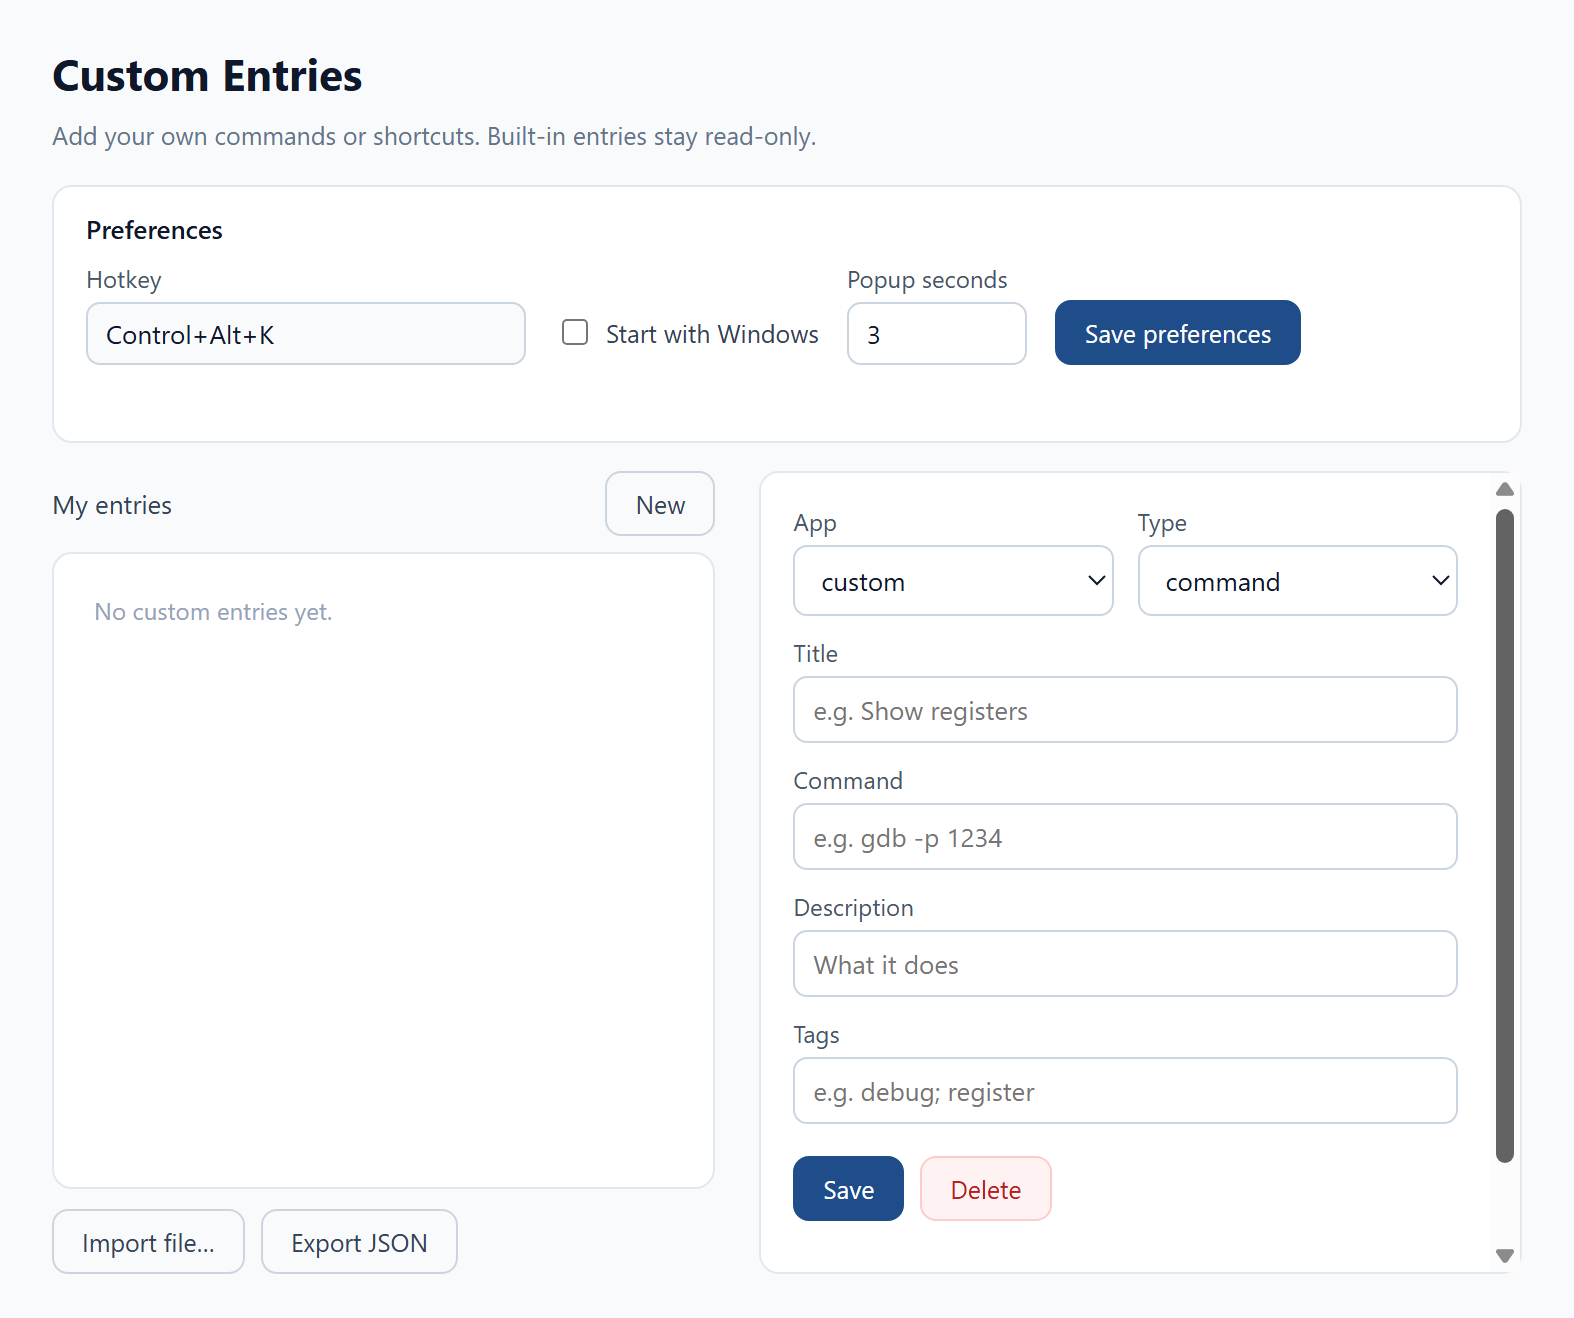 Custom Entries
Add your own commands or shortcuts. Built-in entries stay read-only.
Preferences
Hotkey
Control+Alt+K
Start with Windows
Popup seconds
3
Save preferences
My entries
New
No custom entries yet.
Import file...
Export JSON
App
custom
Type
command
Title
e.g. Show registers
Command
e.g. gdb -p 1234
Description
What it does
Tags
e.g. debug; register
Save
Delete